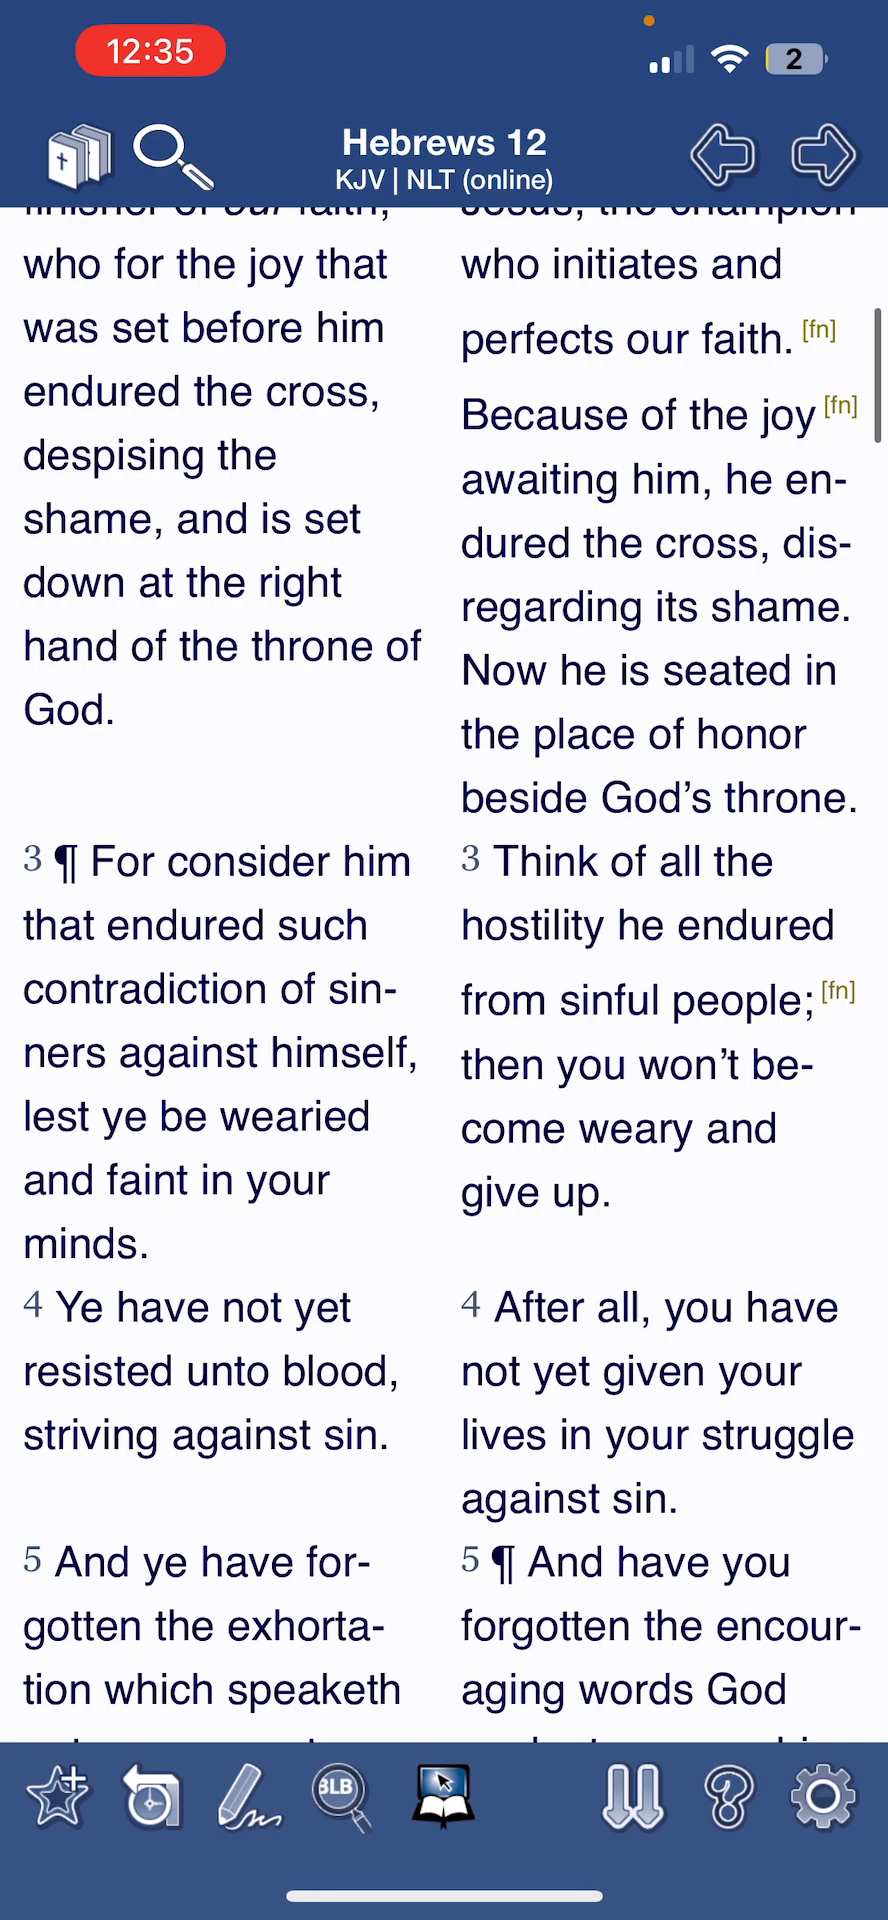 12:35
2
Hebrews 12
KJV | NLT (online)
finisher of our faith,
who for the joy that
was set before him
endured the cross,
despising the
shame, and is set
down at the right
hand of the throne of
God.
Jesus, the champion
who initiates and
perfects our faith. [fn]
Because of the joy [fn]
awaiting him, he en-
dured the cross, dis-
regarding its shame.
Now he is seated in
the place of honor
beside God’s throne.
3 ¶ For consider him
that endured such
contradiction of sin-
ners against himself,
lest ye be wearied
and faint in your
minds.
3 Think of all the
hostility he endured
from sinful people; [fn]
then you won’t be-
come weary and
give up.
4 Ye have not yet
resisted unto blood,
striving against sin.
4 After all, you have
not yet given your
lives in your struggle
against sin.
5 And ye have for-
gotten the exhorta-
tion which speaketh
5 ¶ And have you
forgotten the encour-
aging words God
BLB